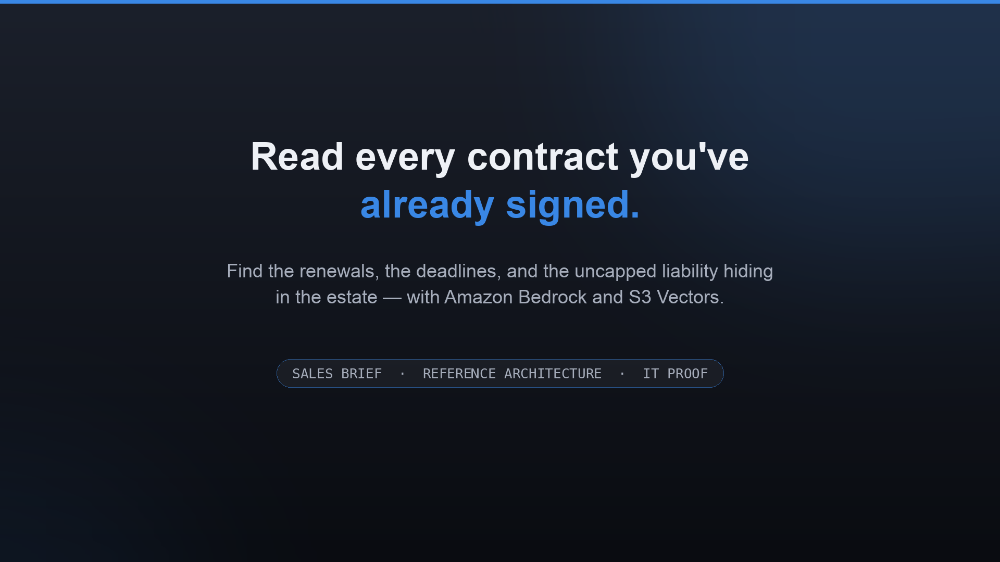 Read every contract you've
already signed.
Find the renewals, the deadlines, and the uncapped liability hiding
in the estate — with Amazon Bedrock and S3 Vectors.
SALES BRIEF · REFERENCE ARCHITECTURE · IT PROOF